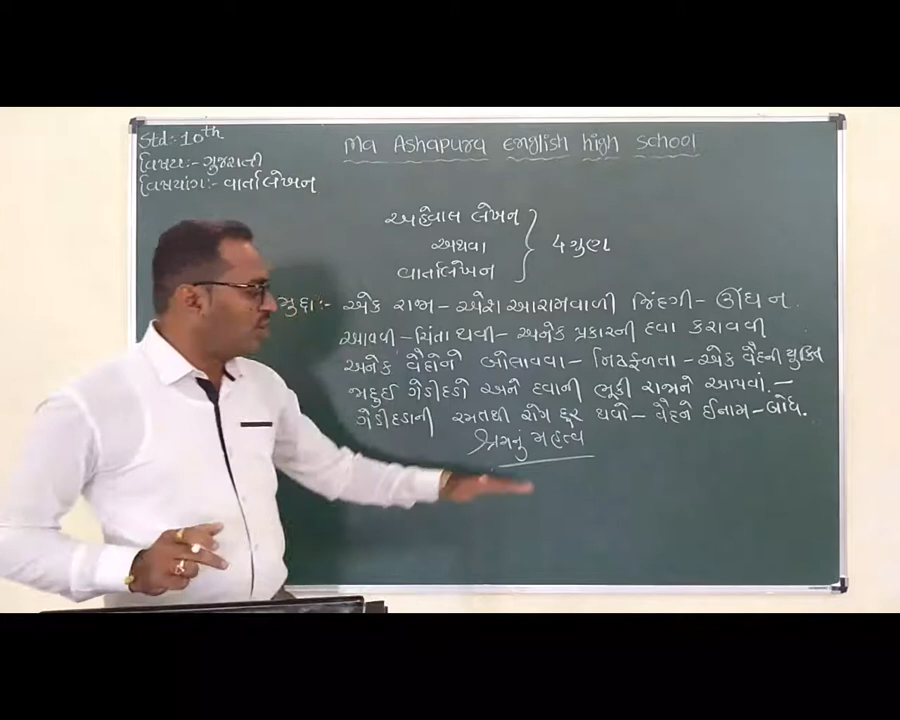 Std:- 10th
વિષય:- ગુજરાતી
વિષયાંગ:- વાર્તાલેખન
Ma Ashapura english high school
અહેવાલ લેખન
અથવા
વાર્તાલેખન
4 ગુણ
મુદ્દા:- એક રાજા - એશ આરામવાળી જિંદગી - ઊંઘ ન
આવવી - ચિંતા થવી - અનેક પ્રકારની દવા કરાવવી
અનેક વૈદોને બોલાવવા - નિષ્ફળતા - એક વૈદની યુક્તિ
જાદુઈ ગેડીદડો અને દવાની ભૂકી રાજાને આપવાં. -
ગેડીદડાની રમતથી રોગ દૂર થવો - વૈદને ઈનામ - બોધ.
શ્રમનું મહત્વ